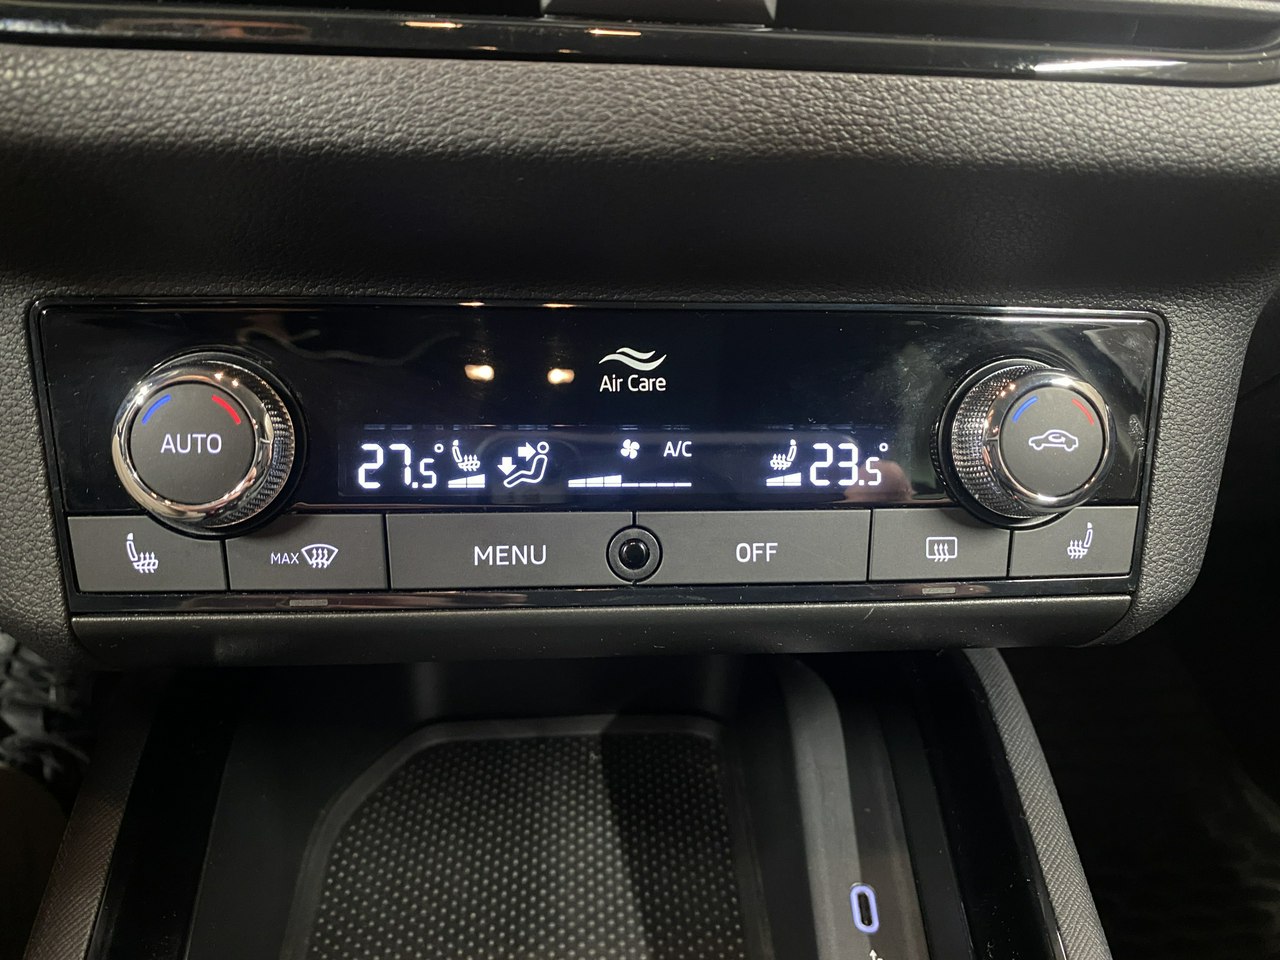 Air Care
AUTO
27.5°
A/C
23.5°
MAX
MENU
OFF